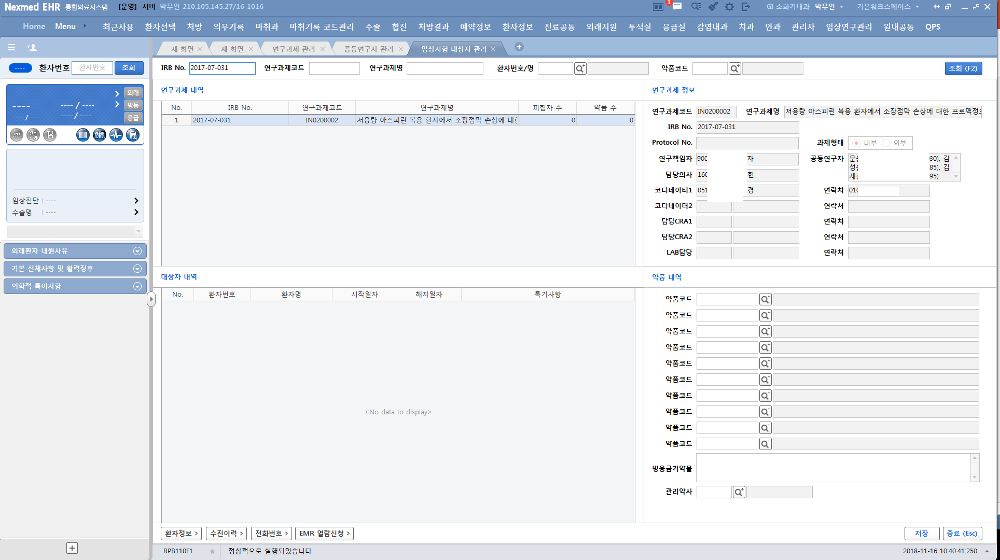 Nexmed EHR 통합의료시스템 [운영] 서버 박무인 210.105.145.27/16-1016
1
GI 소화기내과 박무인 기본워크스페이스
Home Menu 최근사용 환자선택 처방 의무기록 마취과 마취기록 코드관리 수술 협진 처방결과 예약정보 환자정보 진료공통 외래지원 투석실 응급실 감염내과 치과 안과 관리자 임상연구관리 원내공통 QPS
새 화면 × 새 화면 × 연구과제 관리 × 공동연구자 관리 × 임상시험 대상자 관리 ×
---- 환자번호 환자번호 조회
IRB No. 2017-07-031 연구과제코드 연구과제명 환자번호/명 약품코드 조회 (F2)
외래
병동
응급
---- ---- / ----
---- / ---- ---- / ----
감염 알레르기
임상진단 ----
수술명 ----
외래환자 내원사유
기본 신체사항 및 활력징후
의학적 특이사항
연구과제 내역
No. IRB No. 연구과제코드 연구과제명 피험자 수 약품 수
1 2017-07-031 IN0200002 저용량 아스피린 복용 환자에서 소장점막 손상에 대한 0 0
연구과제 정보
연구과제코드 IN0200002 연구과제명 저용량 아스피린 복용 환자에서 소장점막 손상에 대한 프로맥정의
IRB No. 2017-07-031
Protocol No. 과제형태 내부 외부
연구책임자 900 자 공동연구자 문 30), 김
성 85), 김
재 95)
담당의사 160 현
코디네이터1 051 경 연락처 010
코디네이터2 연락처
담당CRA1 연락처
담당CRA2 연락처
LAB담당 연락처
대상자 내역
No. 환자번호 환자명 시작일자 해지일자 특기사항
<No data to display>
약품 내역
약품코드
약품코드
약품코드
약품코드
약품코드
약품코드
약품코드
약품코드
약품코드
약품코드
병용금기약물
관리약사
환자정보 > 수진이력 > 전화번호 > EMR 열람신청 > 저장 종료 (Esc)
RPB110F1 정상적으로 실행되었습니다. 2018-11-16 10:40:41:250